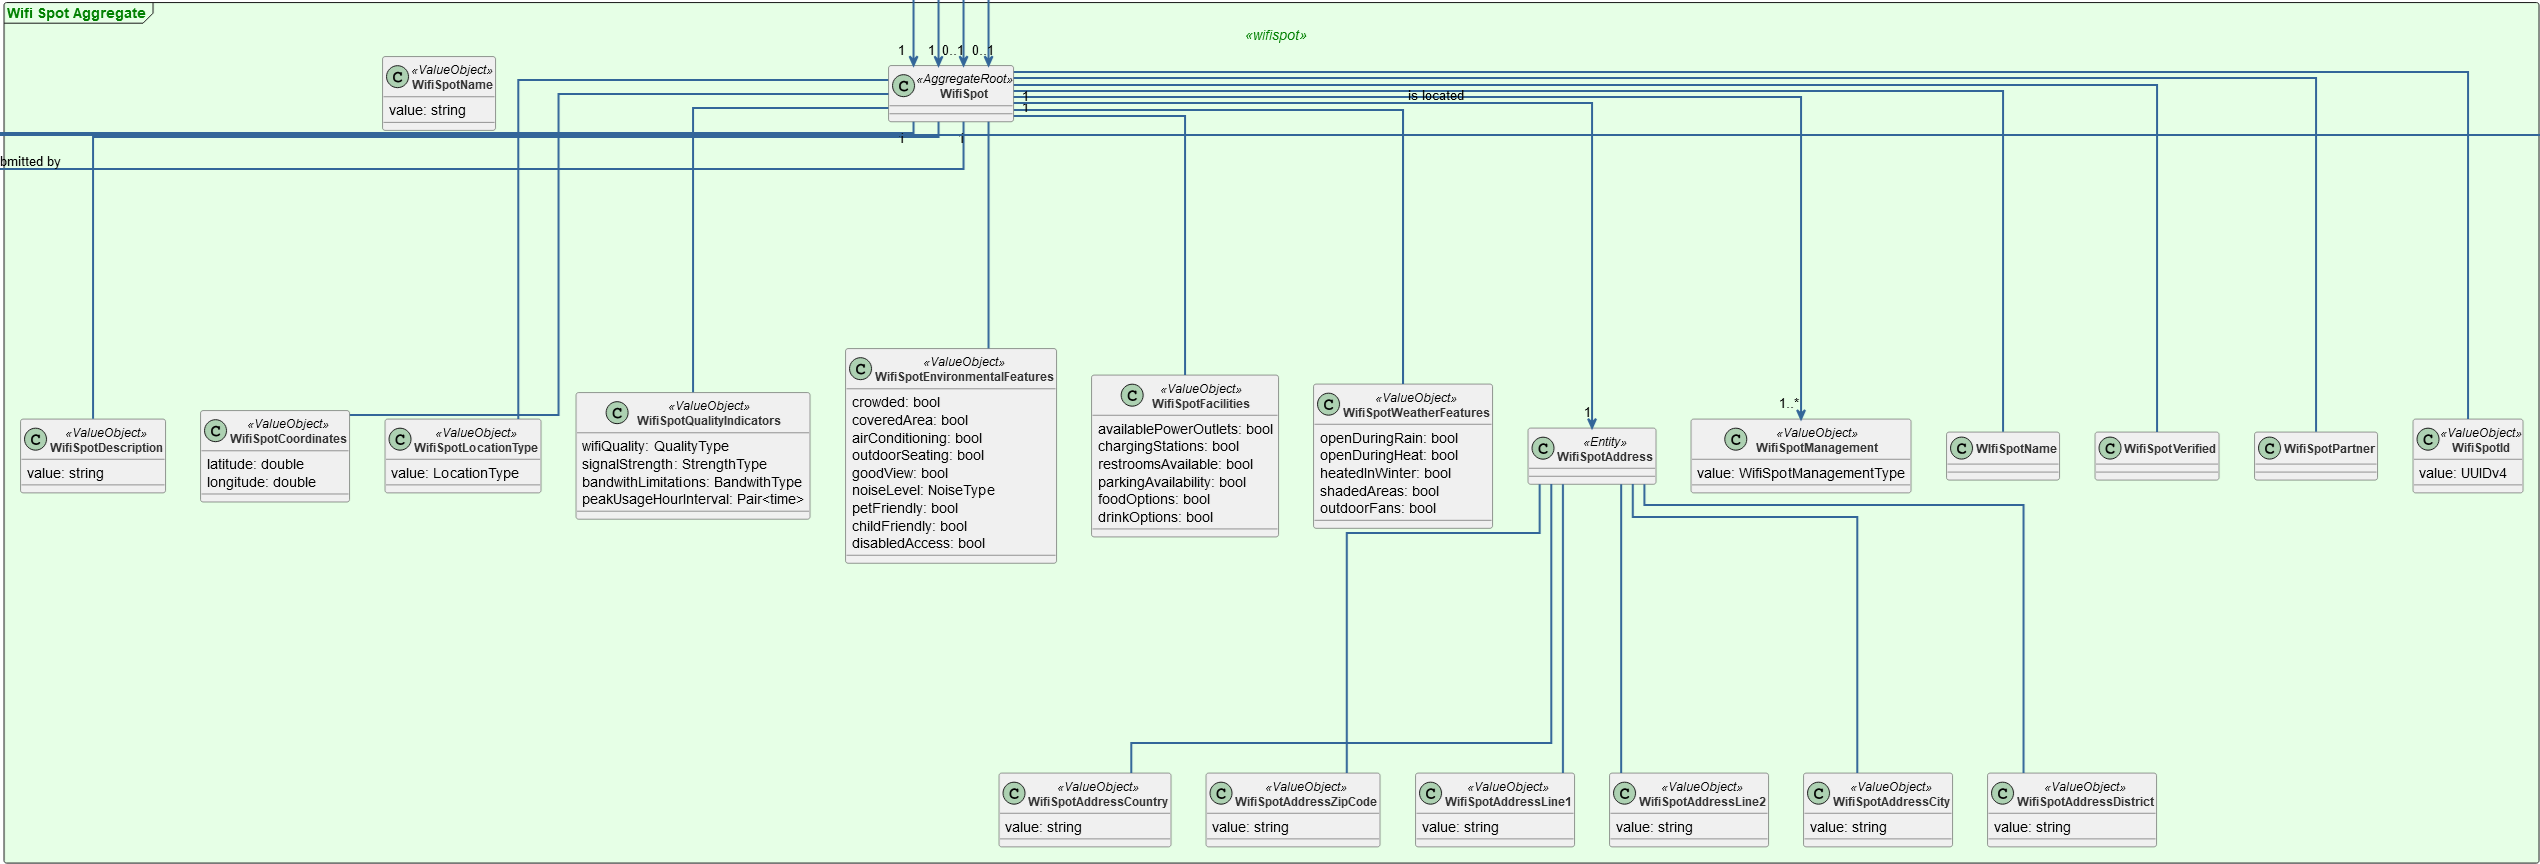 Wifi Spot Aggregate
«wifispot»
1
1
0..1
0..1
C
«ValueObject»
WifiSpotName
value: string
C
«AggregateRoot»
WifiSpot
1
1
is located
1
1
bmitted by
C
«ValueObject»
WifiSpotDescription
value: string
C
«ValueObject»
WifiSpotCoordinates
latitude: double
longitude: double
C
«ValueObject»
WifiSpotLocationType
value: LocationType
C
«ValueObject»
WifiSpotQualityIndicators
wifiQuality: QualityType
signalStrength: StrengthType
bandwithLimitations: BandwithType
peakUsageHourInterval: Pair<time>
C
«ValueObject»
WifiSpotEnvironmentalFeatures
crowded: bool
coveredArea: bool
airConditioning: bool
outdoorSeating: bool
goodView: bool
noiseLevel: NoiseType
petFriendly: bool
childFriendly: bool
disabledAccess: bool
C
«ValueObject»
WifiSpotFacilities
availablePowerOutlets: bool
chargingStations: bool
restroomsAvailable: bool
parkingAvailability: bool
foodOptions: bool
drinkOptions: bool
C
«ValueObject»
WifiSpotWeatherFeatures
openDuringRain: bool
openDuringHeat: bool
heatedInWinter: bool
shadedAreas: bool
outdoorFans: bool
1
C
«Entity»
WifiSpotAddress
1..*
C
«ValueObject»
WifiSpotManagement
value: WifiSpotManagementType
C
WIfiSpotName
C
WifiSpotVerified
C
WifiSpotPartner
C
«ValueObject»
WifiSpotId
value: UUIDv4
C
«ValueObject»
WifiSpotAddressCountry
value: string
C
«ValueObject»
WifiSpotAddressZipCode
value: string
C
«ValueObject»
WifiSpotAddressLine1
value: string
C
«ValueObject»
WifiSpotAddressLine2
value: string
C
«ValueObject»
WifiSpotAddressCity
value: string
C
«ValueObject»
WifiSpotAddressDistrict
value: string